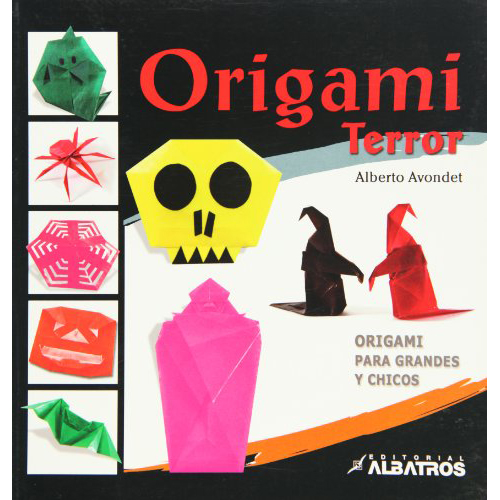 Origami
Terror
Alberto Avondet
ORIGAMI
PARA GRANDES
Y CHICOS
EDITORIAL
ALBATROS